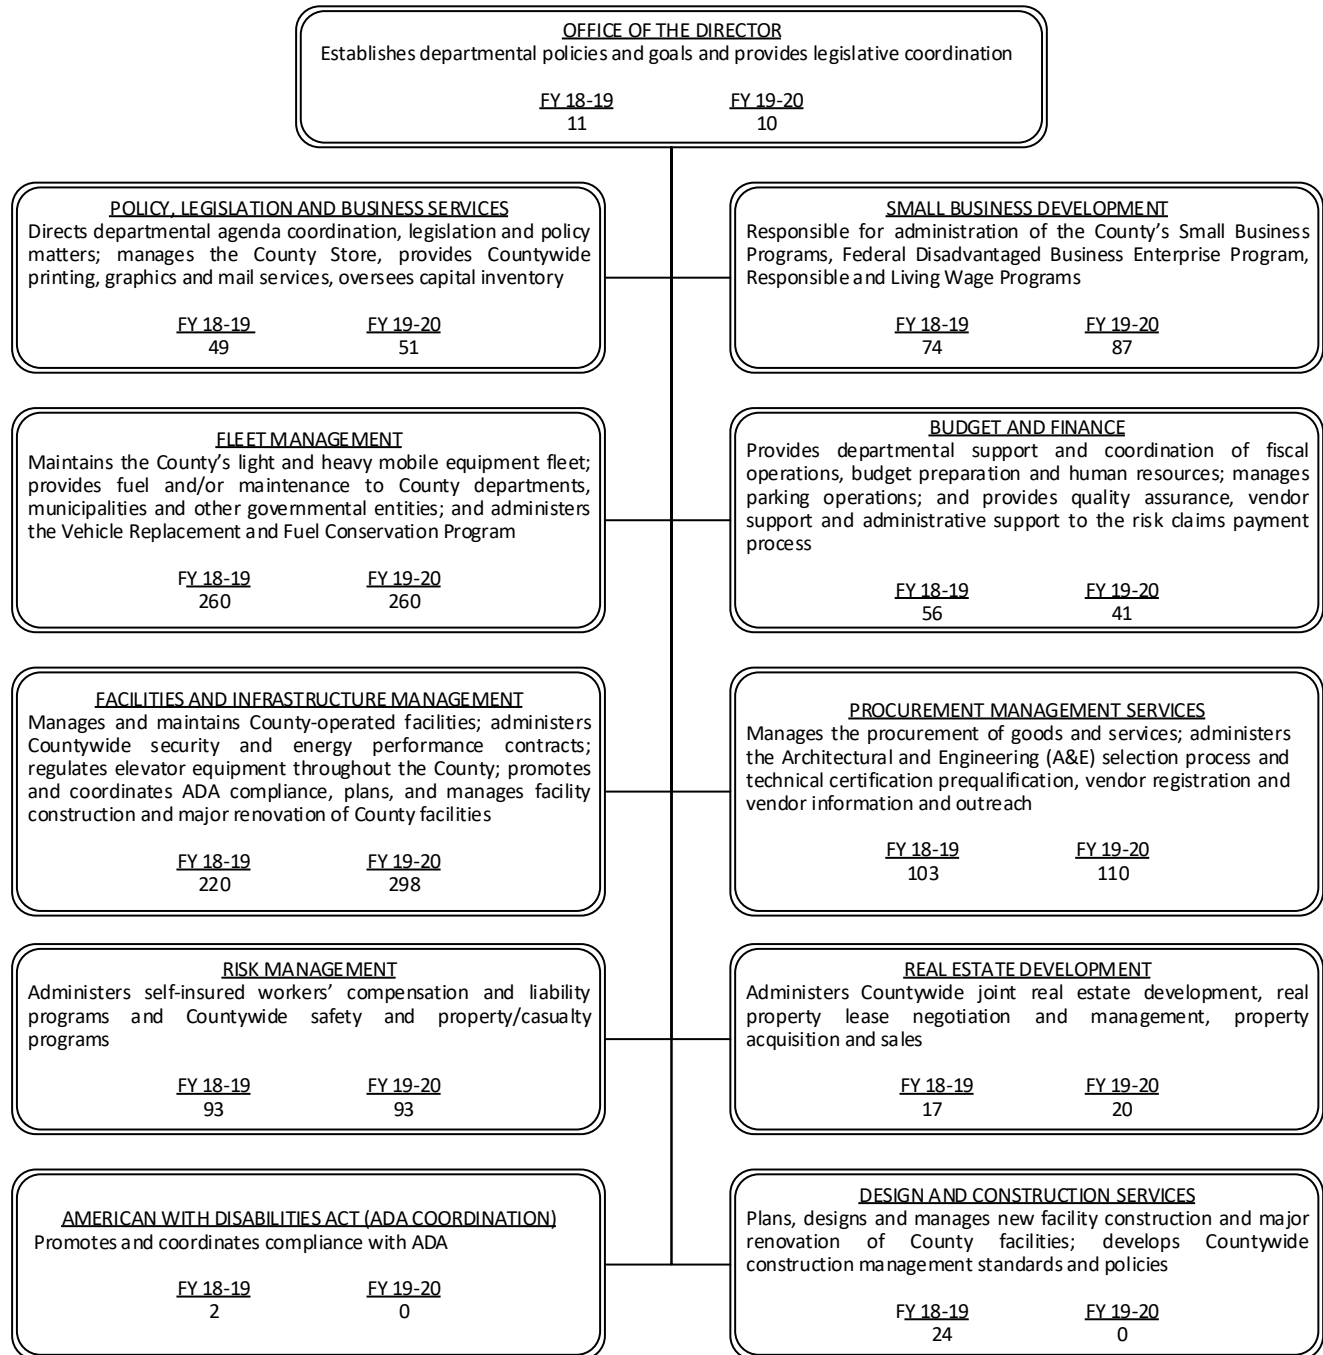 OFFICE OF THE DIRECTOR
Establishes departmental policies and goals and provides legislative coordination
FY 18-19 FY 19-20
11 10
POLICY, LEGISLATION AND BUSINESS SERVICES
Directs departmental agenda coordination, legislation and policy
matters; manages the County Store, provides Countywide
printing, graphics and mail services, oversees capital inventory
FY 18-19 FY 19-20
49 51
SMALL BUSINESS DEVELOPMENT
Responsible for administration of the County's Small Business
Programs, Federal Disadvantaged Business Enterprise Program,
Responsible and Living Wage Programs
FY 18-19 FY 19-20
74 87
FLEET MANAGEMENT
Maintains the County's light and heavy mobile equipment fleet;
provides fuel and/or maintenance to County departments,
municipalities and other governmental entities; and administers
the Vehicle Replacement and Fuel Conservation Program
FY 18-19 FY 19-20
260 260
BUDGET AND FINANCE
Provides departmental support and coordination of fiscal
operations, budget preparation and human resources; manages
parking operations; and provides quality assurance, vendor
support and administrative support to the risk claims payment
process
FY 18-19 FY 19-20
56 41
FACILITIES AND INFRASTRUCTURE MANAGEMENT
Manages and maintains County-operated facilities; administers
Countywide security and energy performance contracts;
regulates elevator equipment throughout the County; promotes
and coordinates ADA compliance, plans, and manages facility
construction and major renovation of County facilities
FY 18-19 FY 19-20
220 298
PROCUREMENT MANAGEMENT SERVICES
Manages the procurement of goods and services; administers
the Architectural and Engineering (A&E) selection process and
technical certification prequalification, vendor registration and
vendor information and outreach
FY 18-19 FY 19-20
103 110
RISK MANAGEMENT
Administers self-insured workers' compensation and liability
programs and Countywide safety and property/casualty
programs
FY 18-19 FY 19-20
93 93
REAL ESTATE DEVELOPMENT
Administers Countywide joint real estate development, real
property lease negotiation and management, property
acquisition and sales
FY 18-19 FY 19-20
17 20
AMERICAN WITH DISABILITIES ACT (ADA COORDINATION)
Promotes and coordinates compliance with ADA
FY 18-19 FY 19-20
2 0
DESIGN AND CONSTRUCTION SERVICES
Plans, designs and manages new facility construction and major
renovation of County facilities; develops Countywide
construction management standards and policies
FY 18-19 FY 19-20
24 0